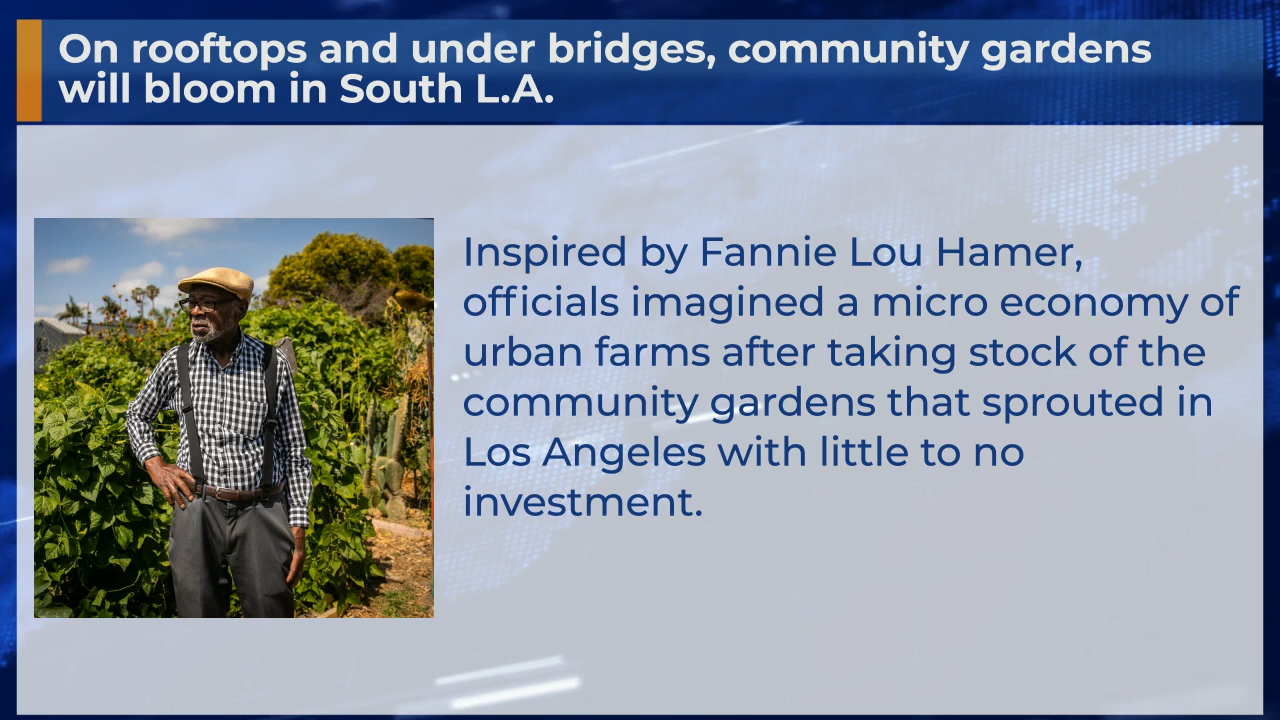 On rooftops and under bridges, community gardens
will bloom in South L.A.
Inspired by Fannie Lou Hamer,
officials imagined a micro economy of
urban farms after taking stock of the
community gardens that sprouted in
Los Angeles with little to no
investment.